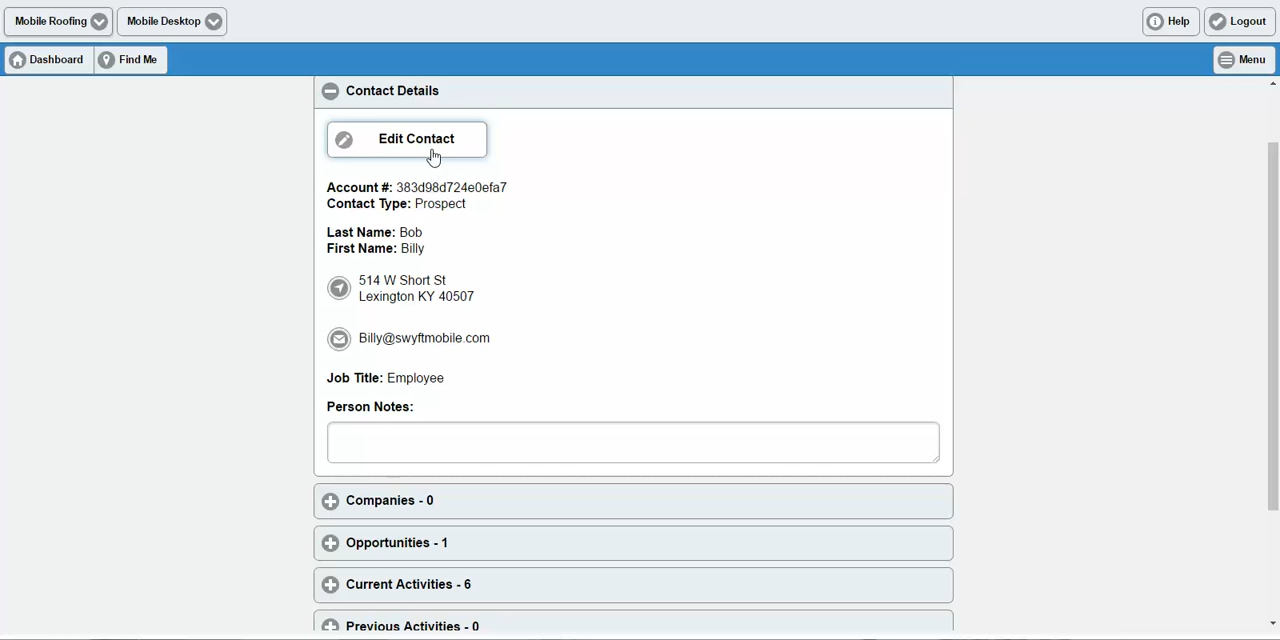 Mobile Roofing
Mobile Desktop
Help
Logout
Dashboard
Find Me
Menu
Contact Details
Edit Contact
Account #: 383d98d724e0efa7
Contact Type: Prospect
Last Name: Bob
First Name: Billy
514 W Short St
Lexington KY 40507
Billy@swyftmobile.com
Job Title: Employee
Person Notes:
Companies - 0
Opportunities - 1
Current Activities - 6
Previous Activities - 0